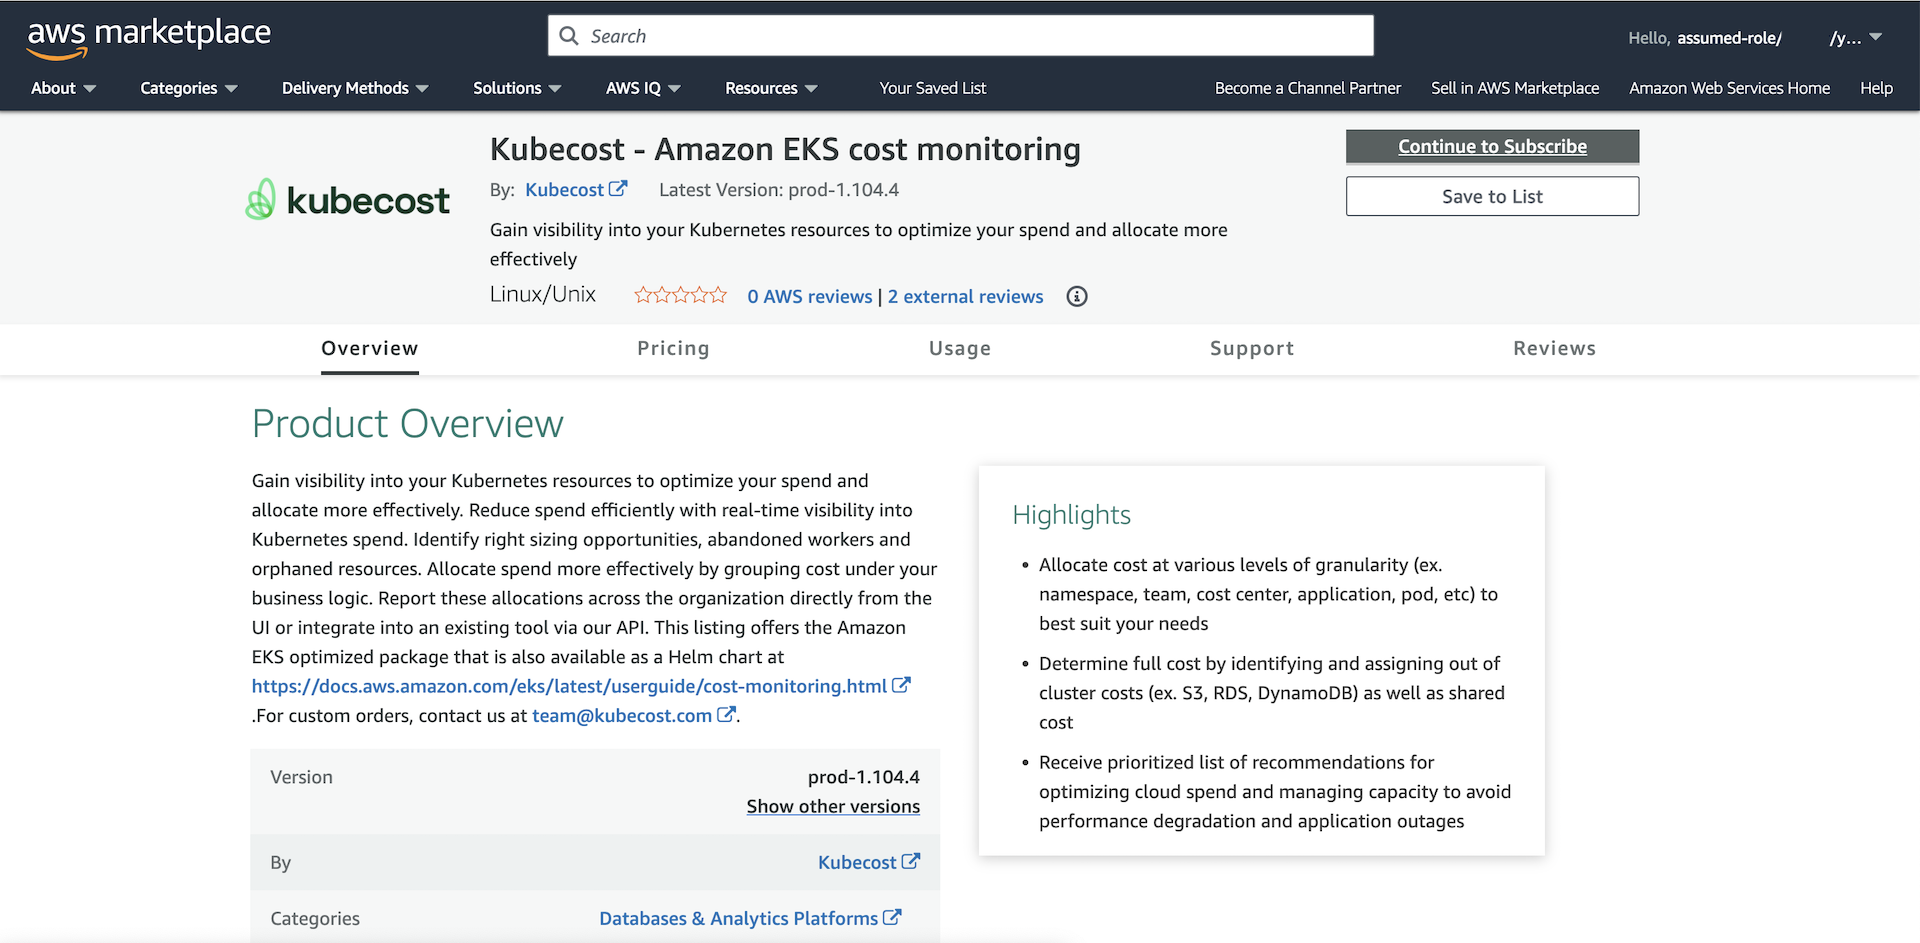 aws marketplace
Search
Hello, assumed-role/ /y...
About
Categories
Delivery Methods
Solutions
AWS IQ
Resources
Your Saved List
Become a Channel Partner
Sell in AWS Marketplace
Amazon Web Services Home
Help
kubecost
Kubecost - Amazon EKS cost monitoring
By: Kubecost Latest Version: prod-1.104.4
Gain visibility into your Kubernetes resources to optimize your spend and allocate more
effectively
Linux/Unix 0 AWS reviews | 2 external reviews
Continue to Subscribe
Save to List
Overview
Pricing
Usage
Support
Reviews
Product Overview
Gain visibility into your Kubernetes resources to optimize your spend and
allocate more effectively. Reduce spend efficiently with real-time visibility into
Kubernetes spend. Identify right sizing opportunities, abandoned workers and
orphaned resources. Allocate spend more effectively by grouping cost under your
business logic. Report these allocations across the organization directly from the
UI or integrate into an existing tool via our API. This listing offers the Amazon
EKS optimized package that is also available as a Helm chart at
https://docs.aws.amazon.com/eks/latest/userguide/cost-monitoring.html
.For custom orders, contact us at team@kubecost.com .
Version prod-1.104.4
Show other versions
By Kubecost
Categories Databases & Analytics Platforms
Highlights
• Allocate cost at various levels of granularity (ex.
namespace, team, cost center, application, pod, etc) to
best suit your needs
• Determine full cost by identifying and assigning out of
cluster costs (ex. S3, RDS, DynamoDB) as well as shared
cost
• Receive prioritized list of recommendations for
optimizing cloud spend and managing capacity to avoid
performance degradation and application outages